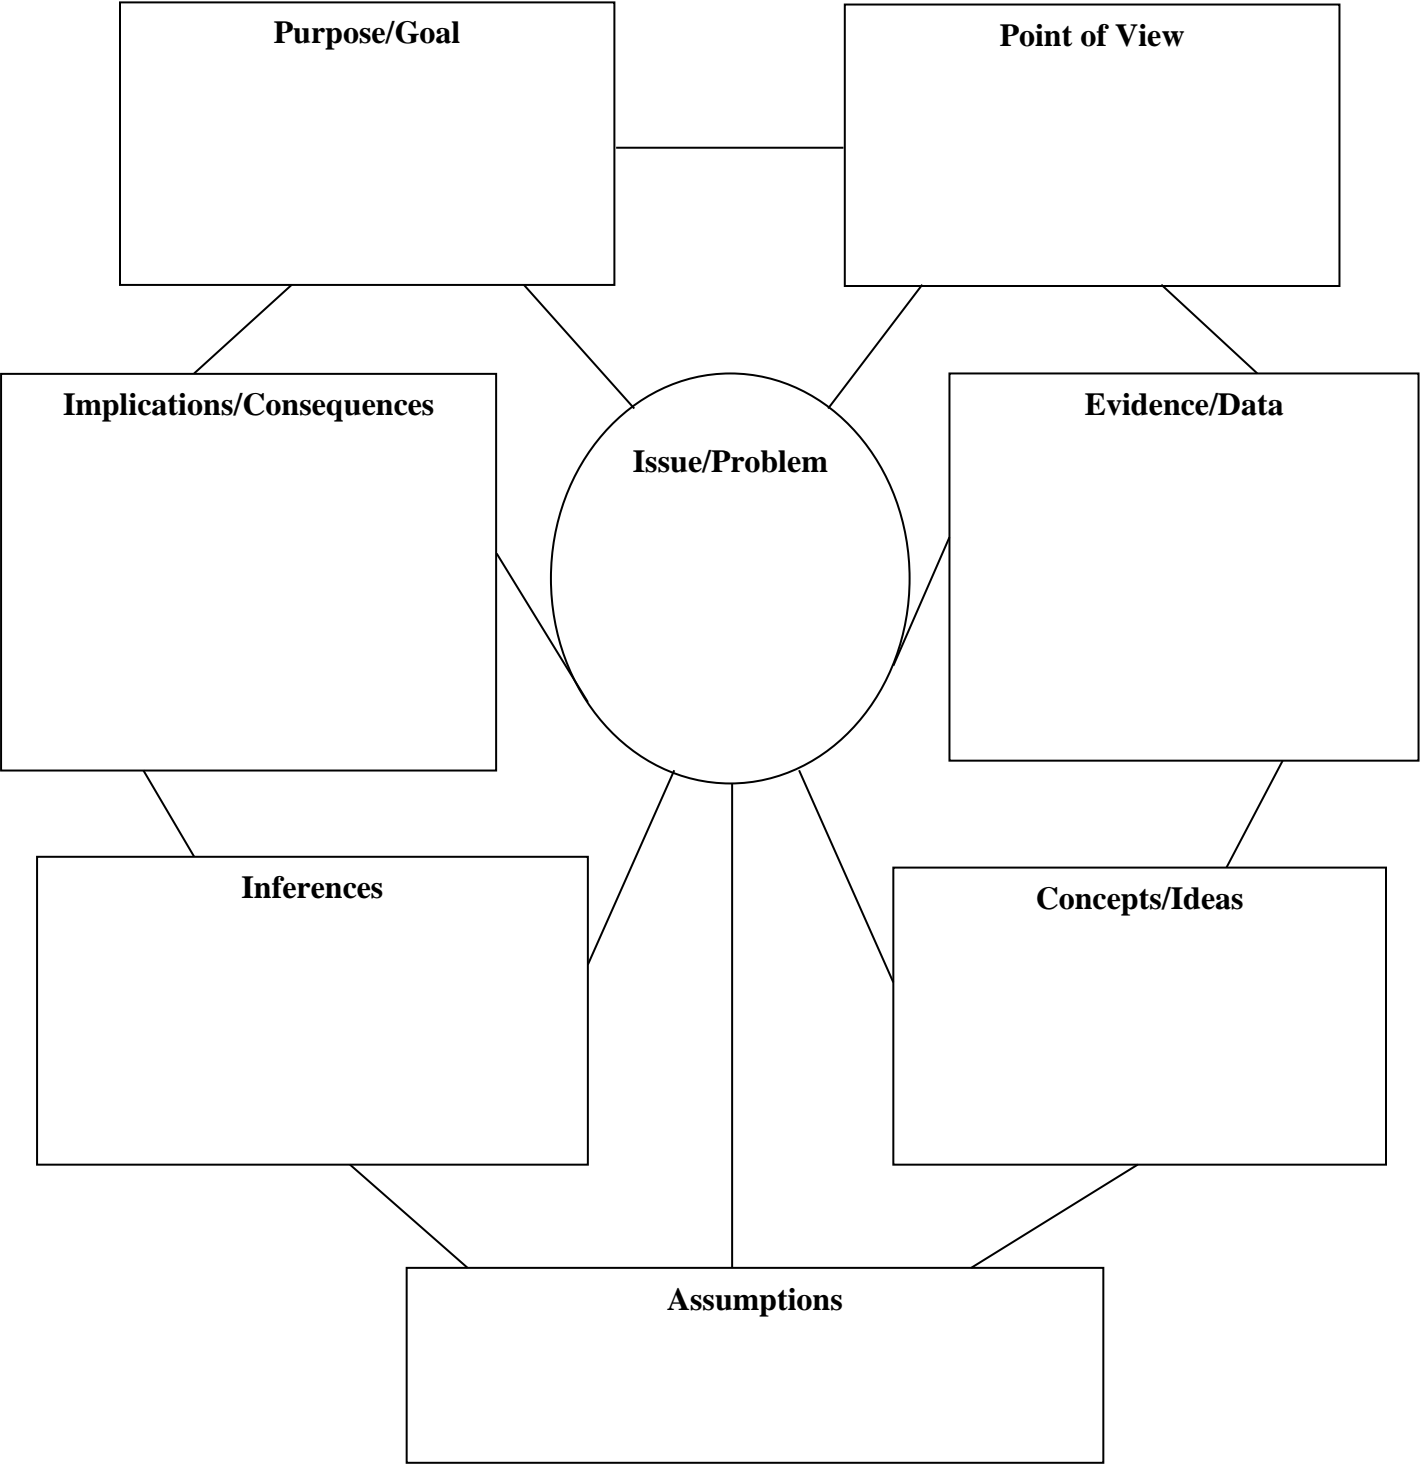 Purpose/Goal
Point of View
Implications/Consequences
Evidence/Data
Issue/Problem
Inferences
Concepts/Ideas
Assumptions